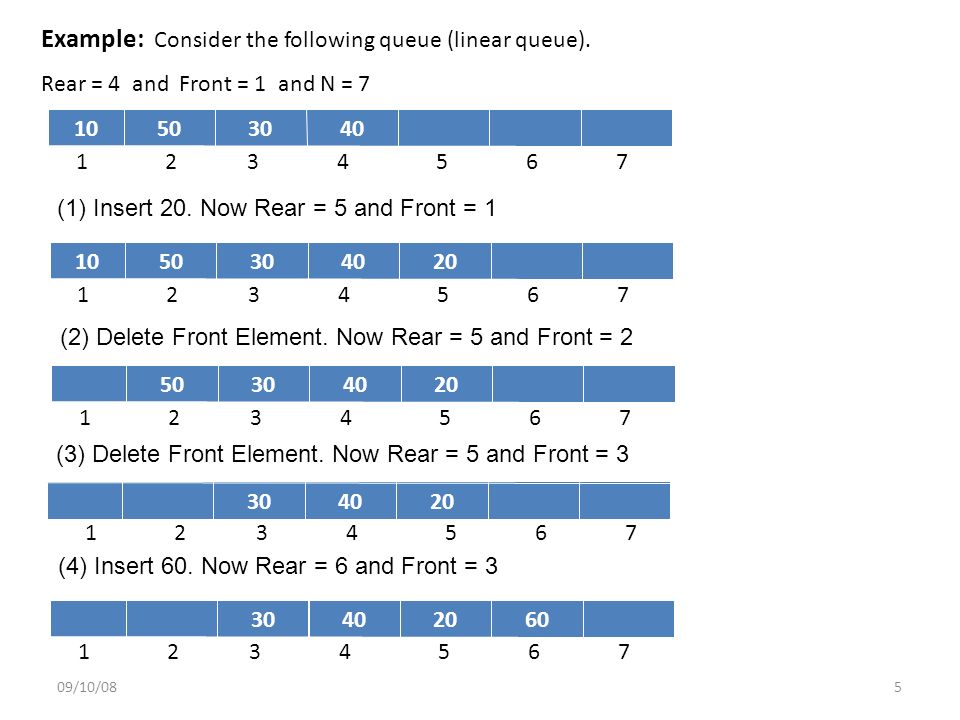 Example: Consider the following queue (linear queue).
Rear = 4 and Front = 1 and N = 7
10 50 30 40
1 2 3 4 5 6 7
(1) Insert 20. Now Rear = 5 and Front = 1
10 50 30 40 20
1 2 3 4 5 6 7
(2) Delete Front Element. Now Rear = 5 and Front = 2
50 30 40 20
1 2 3 4 5 6 7
(3) Delete Front Element. Now Rear = 5 and Front = 3
30 40 20
1 2 3 4 5 6 7
(4) Insert 60. Now Rear = 6 and Front = 3
30 40 20 60
1 2 3 4 5 6 7
09/10/08 5